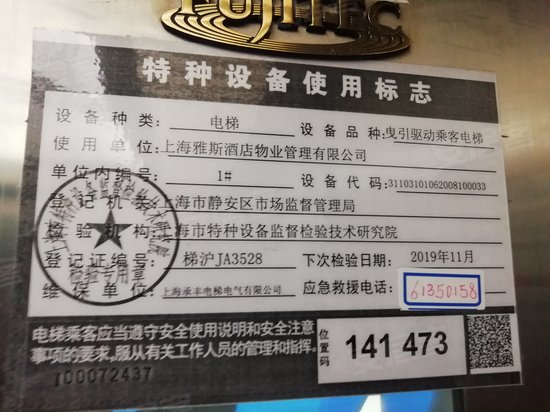 FUJITEC
特种设备使用标志
设备种类: 电梯 设备品种: 曳引驱动乘客电梯
使用单位: 上海雅斯酒店物业管理有限公司
单位内编号: 1# 设备代码: 311031010620081000​33
登记机关: 上海市静安区市场监督管理局
检验机构: 上海市特种设备监督检验技术研究院
登记证编号: 梯沪JA3528 下次检验日期: 2019年11月
维保单位: 上海承丰电梯电气有限公司 应急救援电话: 61350158
电梯乘客应当遵守安全使用说明和安全注意
事项的要求,服从有关工作人员的管理和指挥。
位置码 141 473
100072437